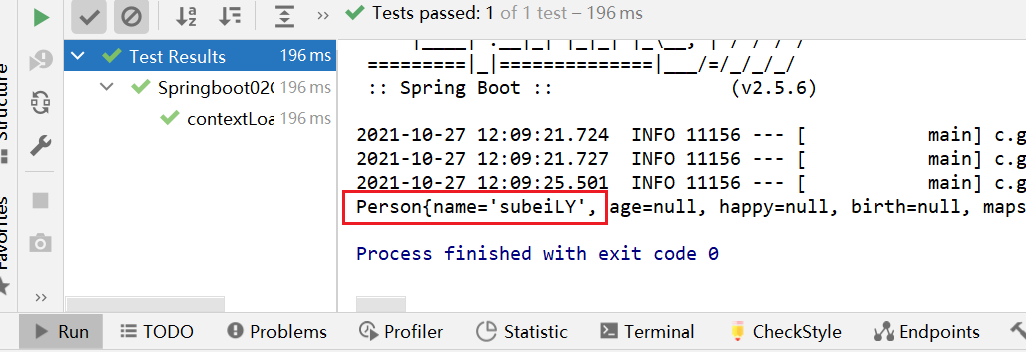 Tests passed: 1 of 1 test – 196 ms
Test Results 196 ms
Springboot02C 196 ms
contextLoa 196 ms
=========|_|==============|___/=/_/_/_/
:: Spring Boot :: (v2.5.6)
2021-10-27 12:09:21.724 INFO 11156 --- [ main] c.g
2021-10-27 12:09:21.727 INFO 11156 --- [ main] c.g
2021-10-27 12:09:25.501 INFO 11156 --- [ main] c.g
Person{name='subeiLY', age=null, happy=null, birth=null, maps
Process finished with exit code 0
Structure
Favorites
Run TODO Problems Profiler Statistic Terminal CheckStyle Endpoints